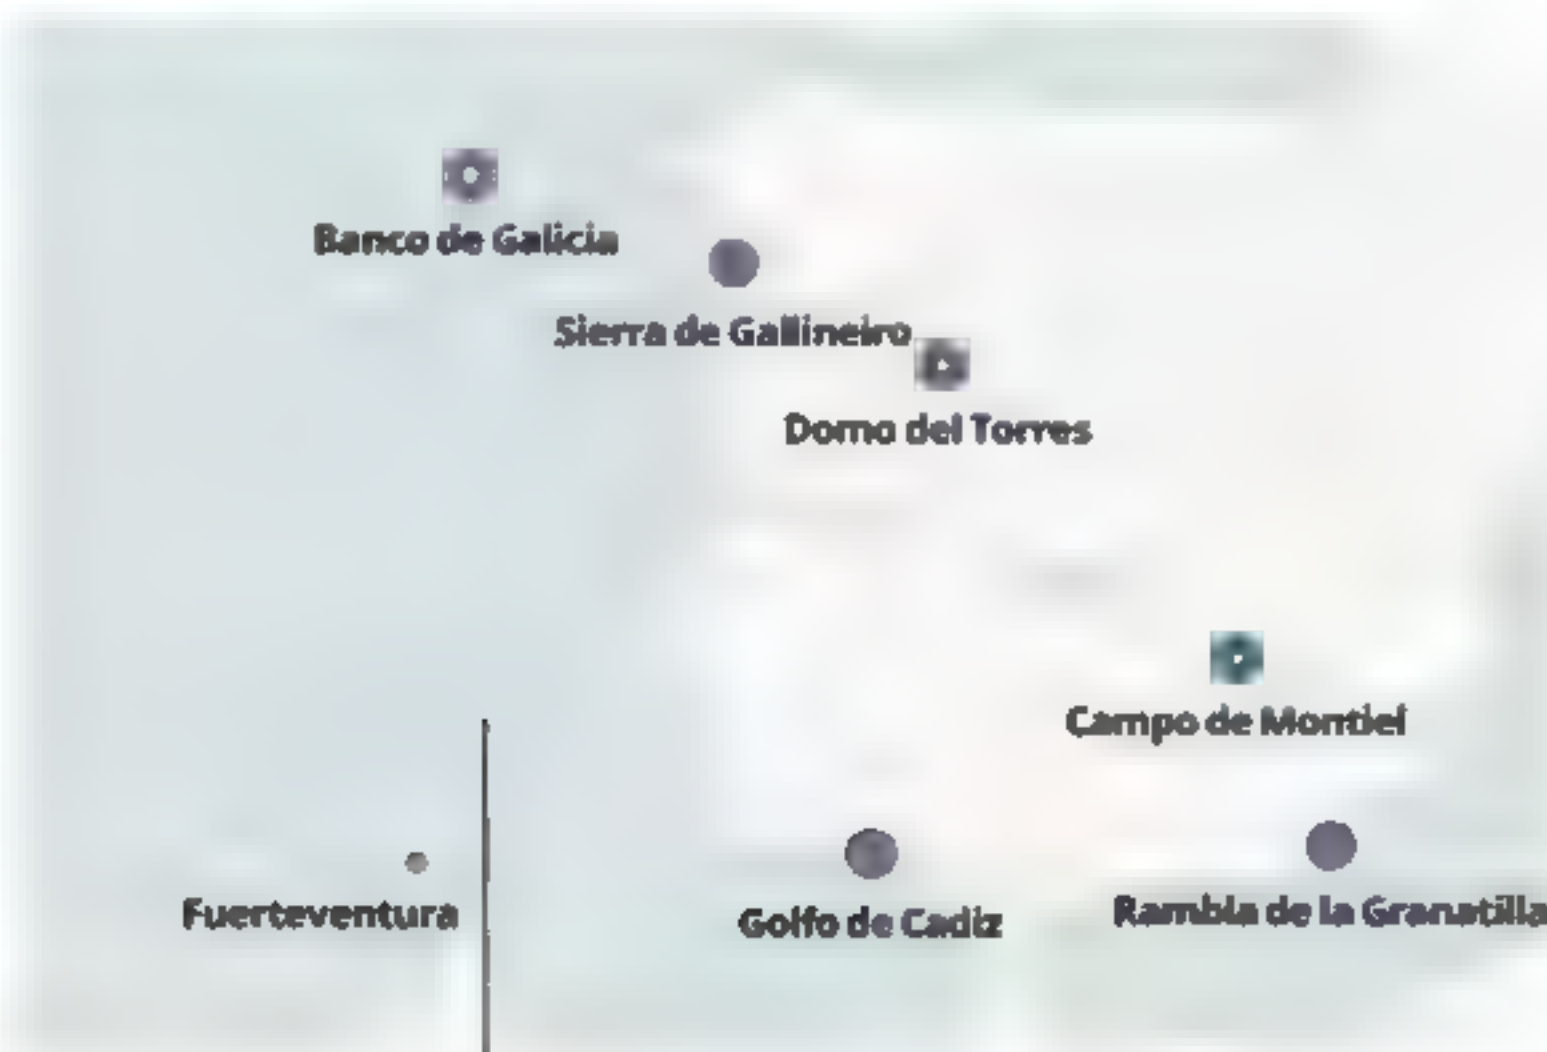 Banco de Galicia
Sierra de Gallineiro
Domo del Torres
Campo de Montiel
Fuerteventura
Golfo de Cadiz
Rambla de la Granatilla